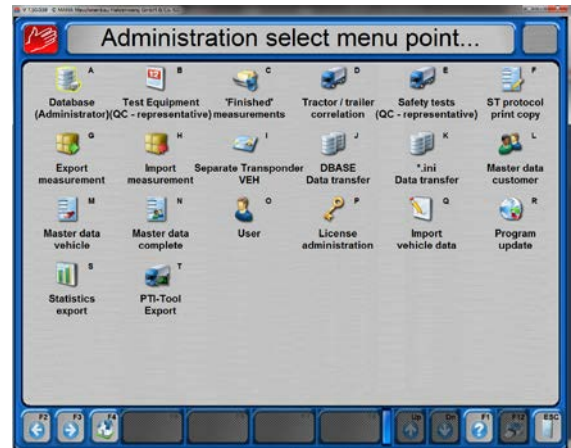 Administration select menu point...
A B C D E F
Database Test Equipment 'Finished' Tractor / trailer Safety tests ST protocol
(Administrator) (QC - representative) measurements correlation (QC - representative) print copy
G H I J K L
Export Import Separate Transponder DBASE *.ini Master data
measurement measurement VEH Data transfer Data transfer customer
M N O P Q R
Master data Master data User License Import Program
vehicle complete administration vehicle data update
S T
Statistics PTI-Tool
export Export
F2 F3 F4 Up Dn F1 F12 ESC